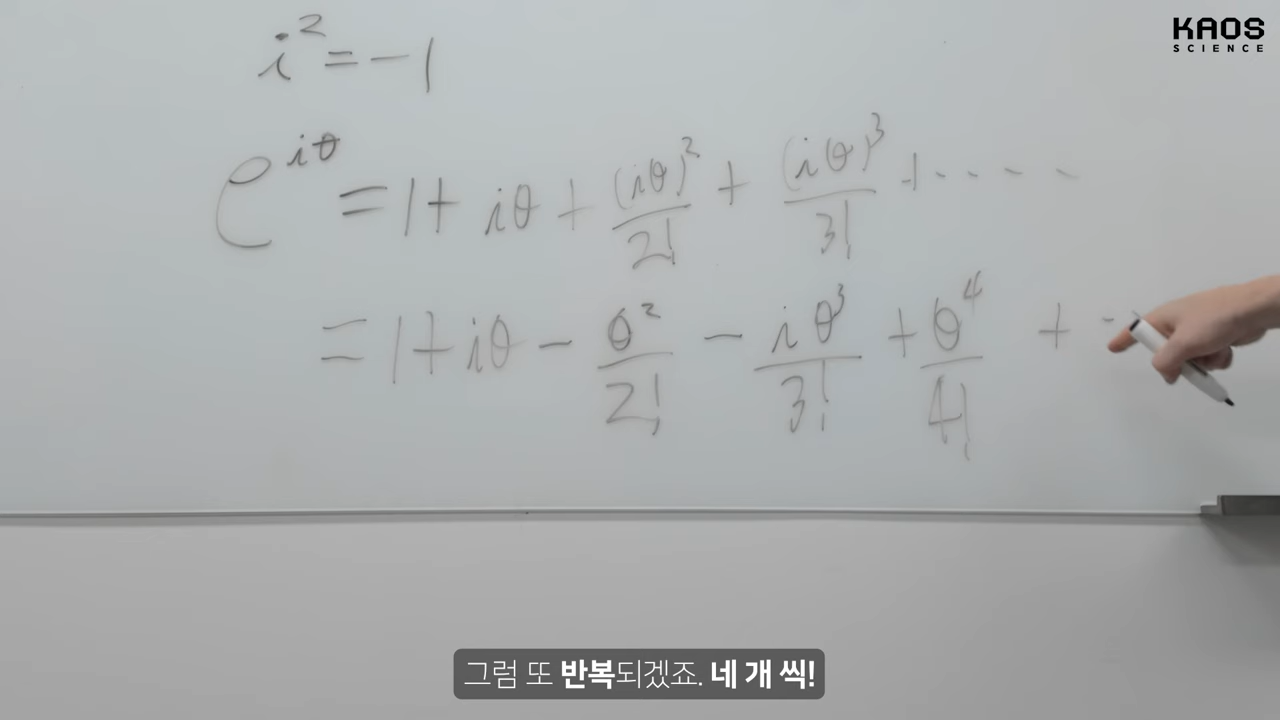 KAOS
SCIENCE
i² = -1
e^{iθ} = 1 + iθ + (iθ)²/2! + (iθ)³/3! + ....
= 1 + iθ - θ²/2! - iθ³/3! + θ⁴/4! +
그럼 또 반복되겠죠. 네 개 씩!